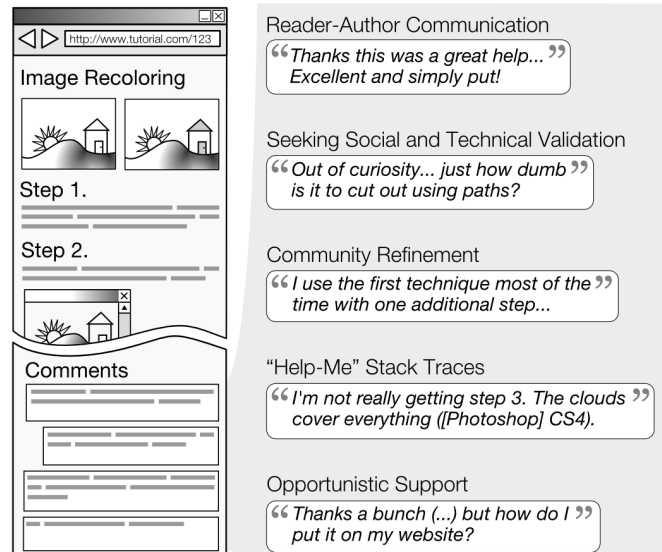 http://www.tutorial.com/123
Image Recoloring
Step 1.
Step 2.
Comments
Reader-Author Communication
“Thanks this was a great help...”
Excellent and simply put!
Seeking Social and Technical Validation
“Out of curiosity... just how dumb”
is it to cut out using paths?
Community Refinement
“I use the first technique most of the”
time with one additional step...
“Help-Me” Stack Traces
“I'm not really getting step 3. The clouds”
cover everything ([Photoshop] CS4).
Opportunistic Support
“Thanks a bunch (...) but how do I”
put it on my website?